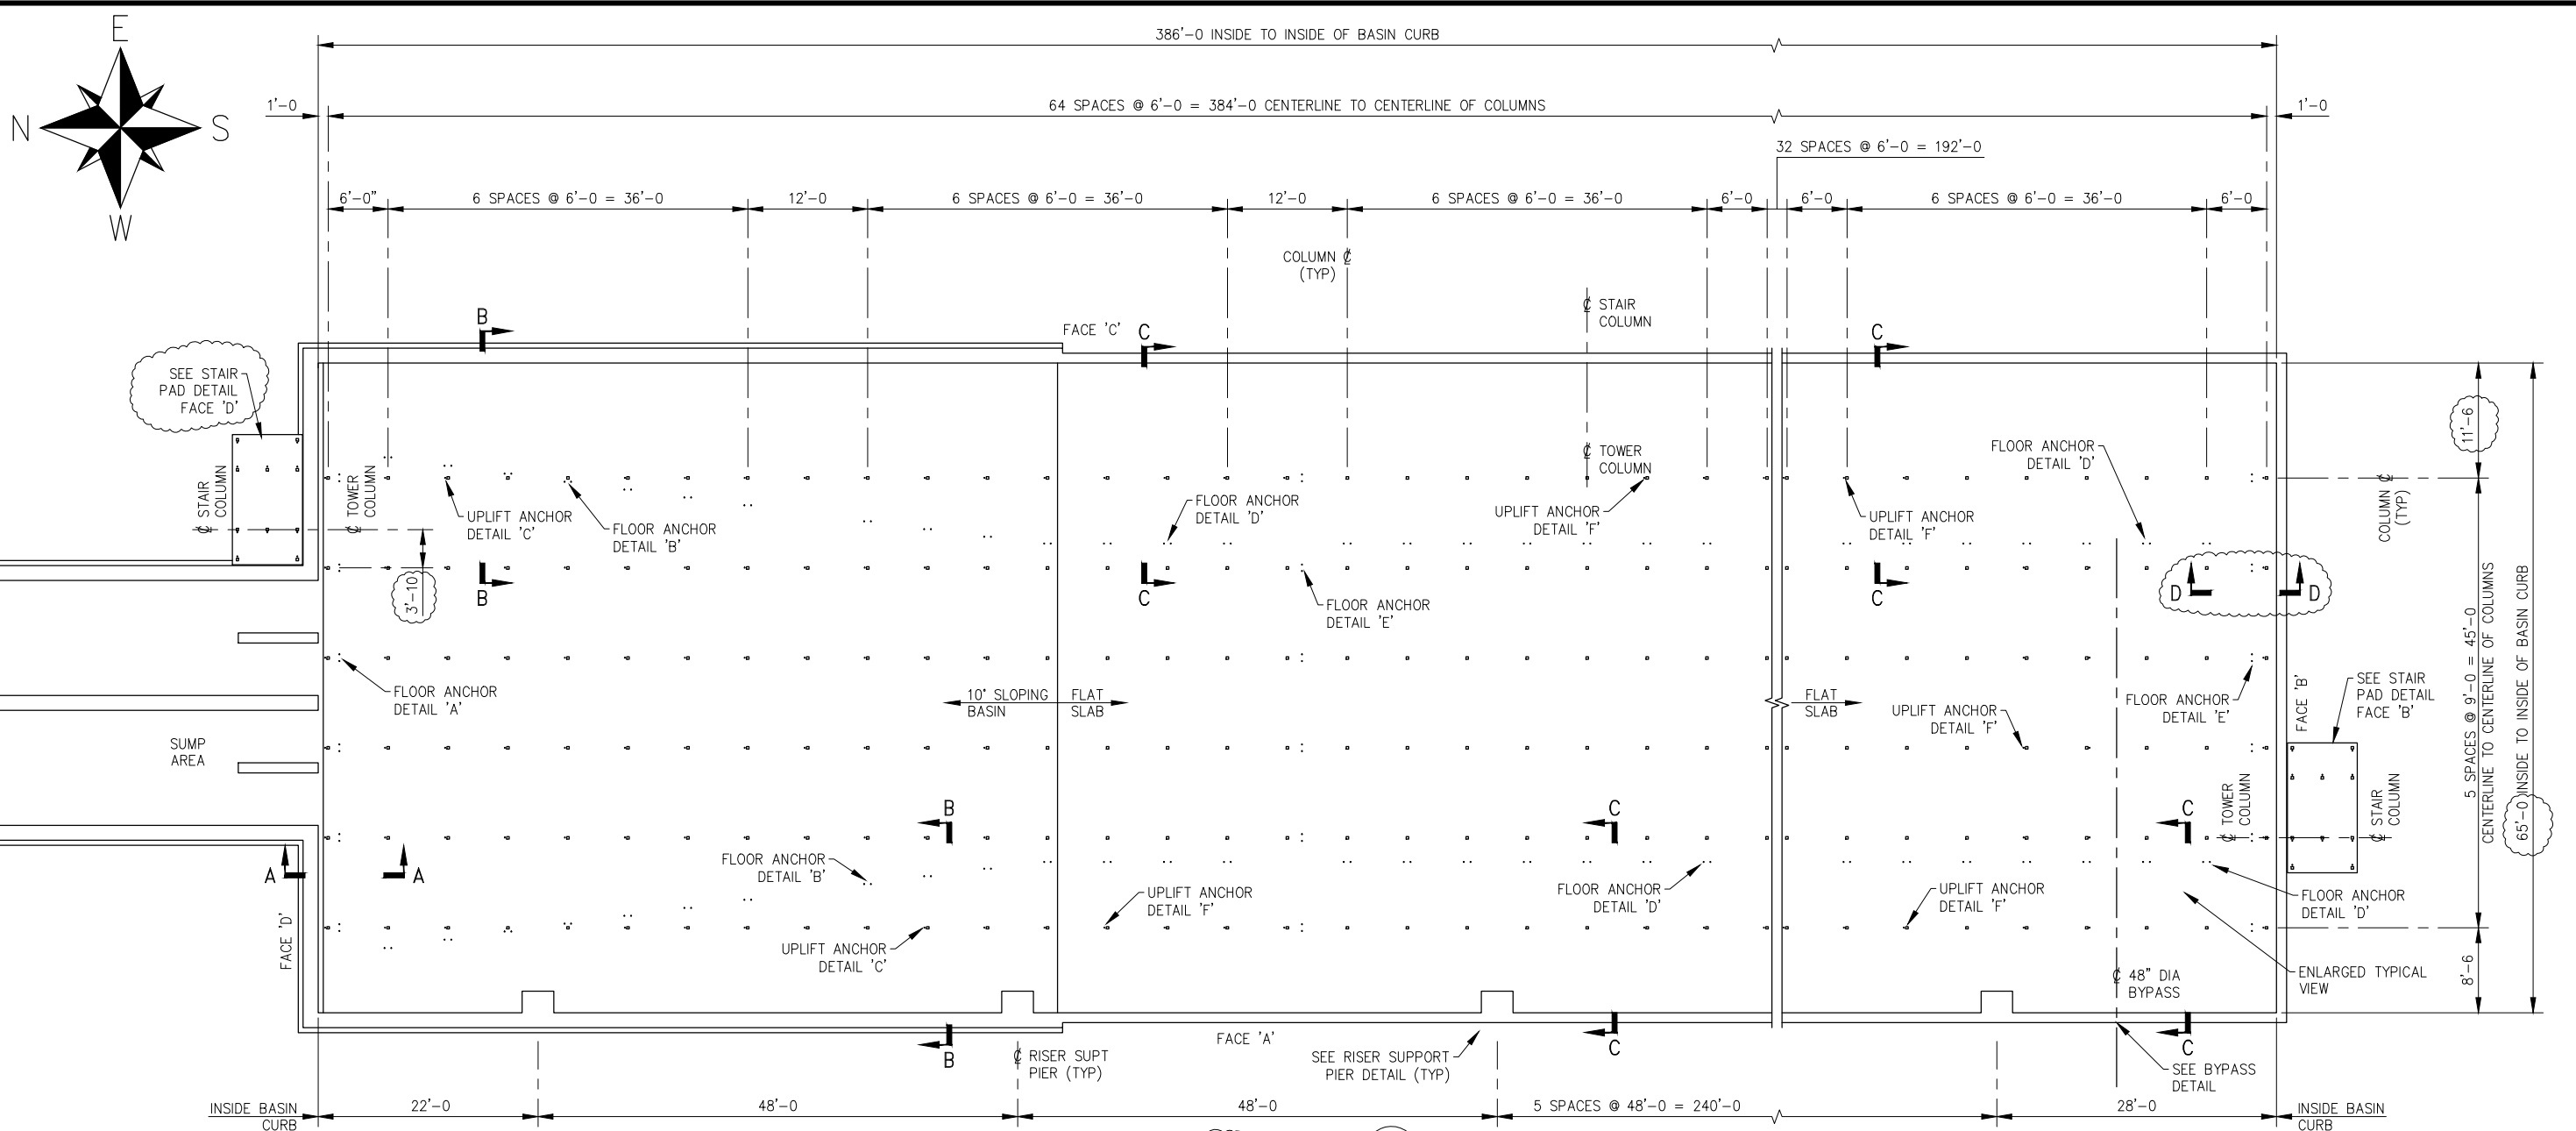 E
N
S
W
386'-0 INSIDE TO INSIDE OF BASIN CURB
1'-0
64 SPACES @ 6'-0 = 384'-0 CENTERLINE TO CENTERLINE OF COLUMNS
1'-0
32 SPACES @ 6'-0 = 192'-0
6'-0"
6 SPACES @ 6'-0 = 36'-0
12'-0
6 SPACES @ 6'-0 = 36'-0
12'-0
6 SPACES @ 6'-0 = 36'-0
6'-0
6'-0
6 SPACES @ 6'-0 = 36'-0
6'-0
COLUMN ℄
(TYP)
℄ STAIR
COLUMN
B
FACE 'C'
C
C
SEE STAIR
PAD DETAIL
FACE 'D'
11'-6
℄ TOWER
COLUMN
FLOOR ANCHOR
DETAIL 'D'
℄ STAIR
COLUMN
℄ TOWER
COLUMN
UPLIFT ANCHOR
DETAIL 'C'
FLOOR ANCHOR
DETAIL 'B'
FLOOR ANCHOR
DETAIL 'D'
UPLIFT ANCHOR
DETAIL 'F'
UPLIFT ANCHOR
DETAIL 'F'
COLUMN ℄
(TYP)
3'-10
B
C
C
D
D
FLOOR ANCHOR
DETAIL 'E'
5 SPACES @ 9'-0 = 45'-0
CENTERLINE TO CENTERLINE OF COLUMNS
65'-0 INSIDE TO INSIDE OF BASIN CURB
FLOOR ANCHOR
DETAIL 'A'
10° SLOPING
BASIN
FLAT
SLAB
FLAT
SLAB
UPLIFT ANCHOR
DETAIL 'F'
FLOOR ANCHOR
DETAIL 'E'
FACE 'B'
SEE STAIR
PAD DETAIL
FACE 'B'
SUMP
AREA
B
C
C
℄ TOWER
COLUMN
℄ STAIR
COLUMN
A
A
FLOOR ANCHOR
DETAIL 'B'
UPLIFT ANCHOR
DETAIL 'F'
FLOOR ANCHOR
DETAIL 'D'
UPLIFT ANCHOR
DETAIL 'F'
FLOOR ANCHOR
DETAIL 'D'
FACE 'D'
UPLIFT ANCHOR
DETAIL 'C'
℄ 48" DIA
BYPASS
ENLARGED TYPICAL
VIEW
8'-6
B
℄ RISER SUPT
PIER (TYP)
FACE 'A'
SEE RISER SUPPORT
PIER DETAIL (TYP)
C
C
SEE BYPASS
DETAIL
INSIDE BASIN
CURB
22'-0
48'-0
48'-0
5 SPACES @ 48'-0 = 240'-0
28'-0
INSIDE BASIN
CURB